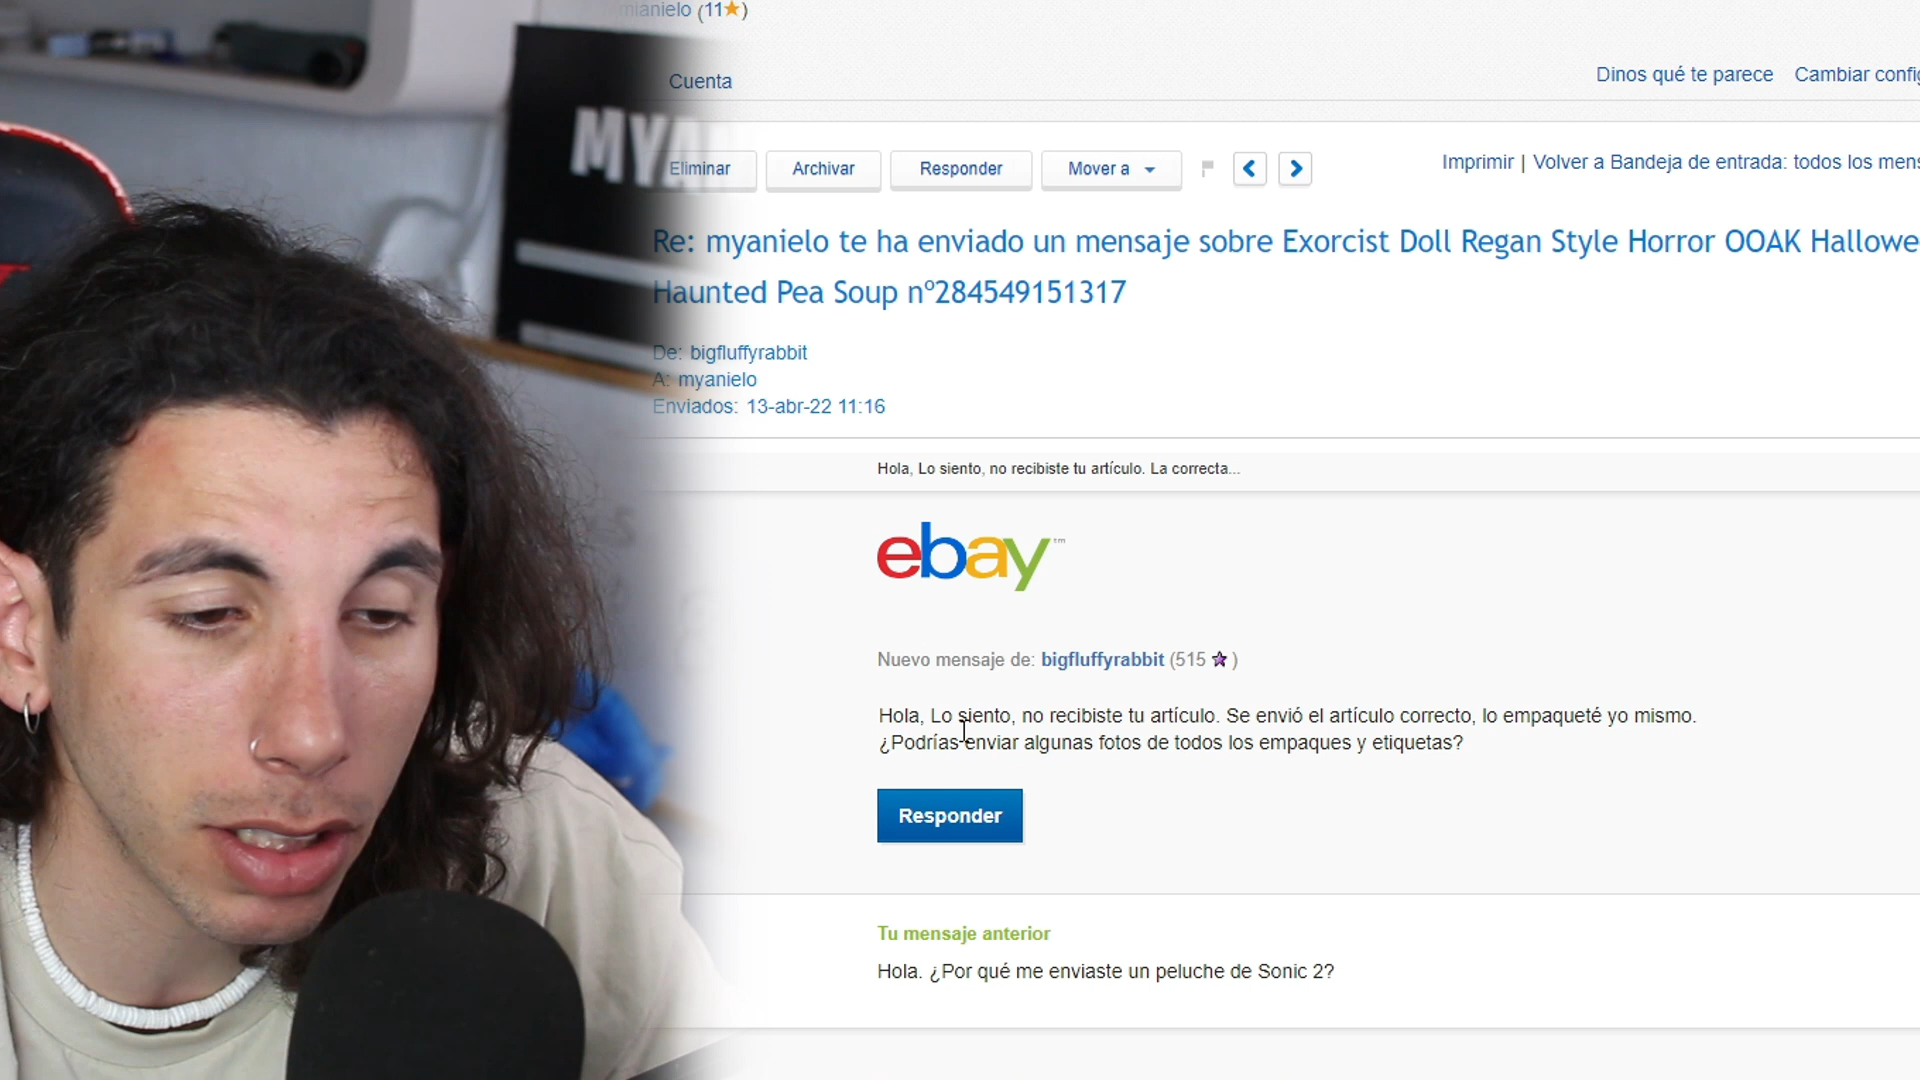 mianielo (11★)
Cuenta
Dinos qué te parece Cambiar config
MYA
Eliminar Archivar Responder Mover a
Imprimir | Volver a Bandeja de entrada: todos los mens
Re: myanielo te ha enviado un mensaje sobre Exorcist Doll Regan Style Horror OOAK Hallowe
Haunted Pea Soup nº284549151317
De: bigfluffyrabbit
A: myanielo
Enviados: 13-abr-22 11:16
Hola, Lo siento, no recibiste tu artículo. La correcta...
ebay™
Nuevo mensaje de: bigfluffyrabbit (515 ★ )
Hola, Lo siento, no recibiste tu artículo. Se envió el artículo correcto, lo empaqueté yo mismo.
¿Podrías enviar algunas fotos de todos los empaques y etiquetas?
Responder
Tu mensaje anterior
Hola. ¿Por qué me enviaste un peluche de Sonic 2?